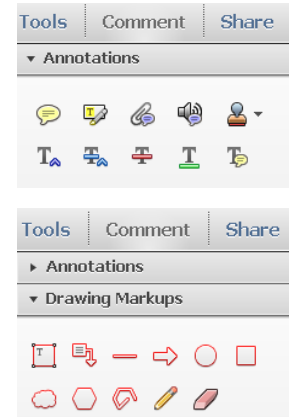 Tools Comment Share
Annotations
T
T T T T T
Tools Comment Share
Annotations
Drawing Markups
T